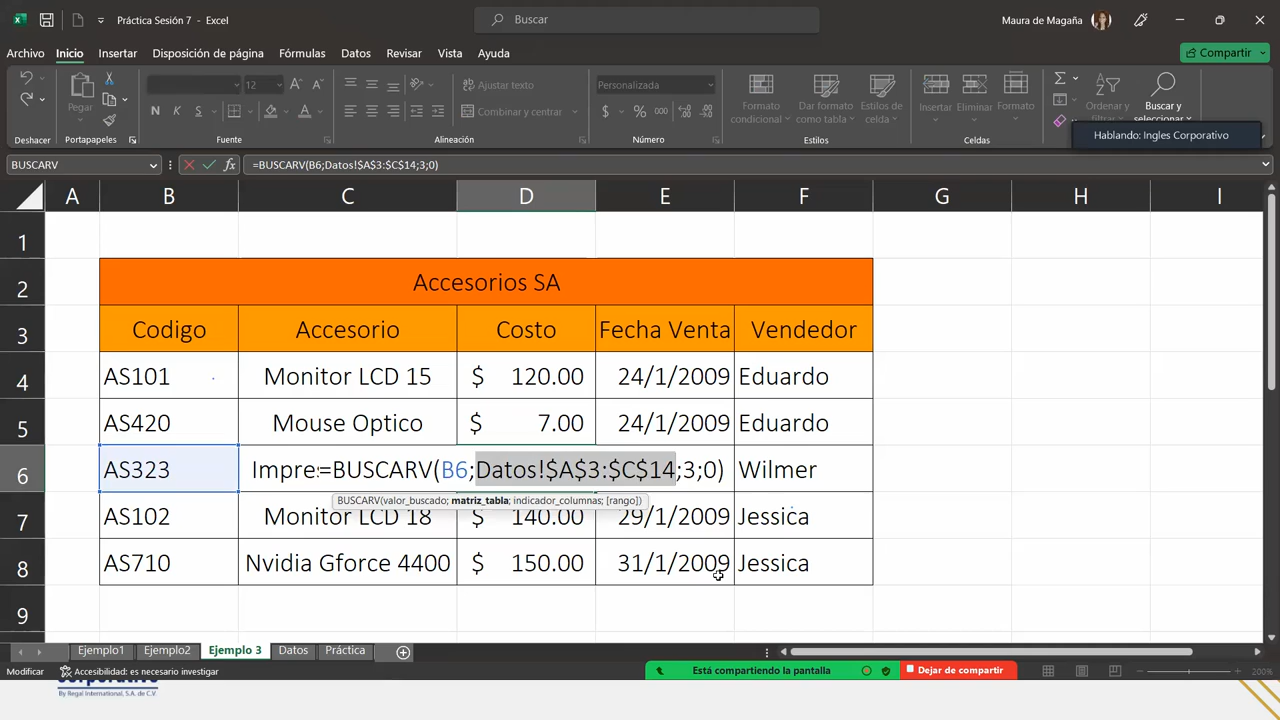 Práctica Sesión 7 - Excel
Buscar
Maura de Magaña
Archivo Inicio Insertar Disposición de página Fórmulas Datos Revisar Vista Ayuda
Compartir
12
Ajustar texto
Personalizada
Pegar
N K S
Combinar y centrar
$ % 000
Formato condicional
Dar formato como tabla
Estilos de celda
Insertar Eliminar Formato
Ordenar y
Buscar y seleccionar
Deshacer Portapapeles Fuente Alineación Número Estilos Celdas
Hablando: Ingles Corporativo
BUSCARV
=BUSCARV(B6;Datos!$A$3:$C$14;3;0)
A B C D E F G H I
1
2 Accesorios SA
3 Codigo Accesorio Costo Fecha Venta Vendedor
4 AS101 Monitor LCD 15 $ 120.00 24/1/2009 Eduardo
5 AS420 Mouse Optico $ 7.00 24/1/2009 Eduardo
6 AS323 Impres=BUSCARV(B6;Datos!$A$3:$C$14;3;0) Wilmer
BUSCARV(valor_buscado; matriz_tabla; indicador_columnas; [rango])
7 AS102 Monitor LCD 18 $ 140.00 29/1/2009 Jessica
8 AS710 Nvidia Gforce 4400 $ 150.00 31/1/2009 Jessica
9
Ejemplo1 Ejemplo2 Ejemplo 3 Datos Práctica
Modificar
Accesibilidad: es necesario investigar
Está compartiendo la pantalla
Dejar de compartir
200%
By Regal International, S.A. de C.V.